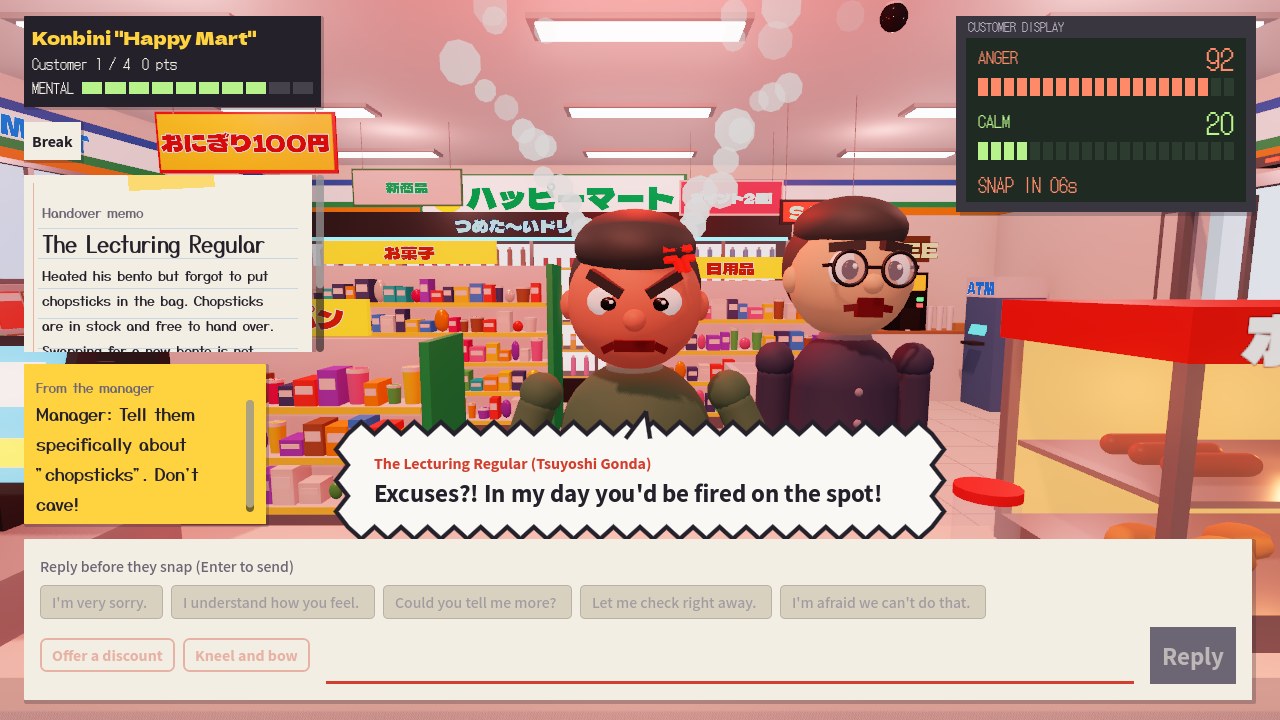 Konbini "Happy Mart"
Customer 1 / 4 0 pts
MENTAL
Break
おにぎり100円
Handover memo
The Lecturing Regular
Heated his bento but forgot to put
chopsticks in the bag. Chopsticks
are in stock and free to hand over.
Swapping for a new bento is not
From the manager
Manager: Tell them
specifically about
"chopsticks". Don't
cave!
新商品
ハッピーマート
つめた〜いドリ
お菓子
日用品
ATM
CUSTOMER DISPLAY
ANGER
92
CALM
20
SNAP IN 06s
The Lecturing Regular (Tsuyoshi Gonda)
Excuses?! In my day you'd be fired on the spot!
Reply before they snap (Enter to send)
I'm very sorry.
I understand how you feel.
Could you tell me more?
Let me check right away.
I'm afraid we can't do that.
Offer a discount
Kneel and bow
Reply